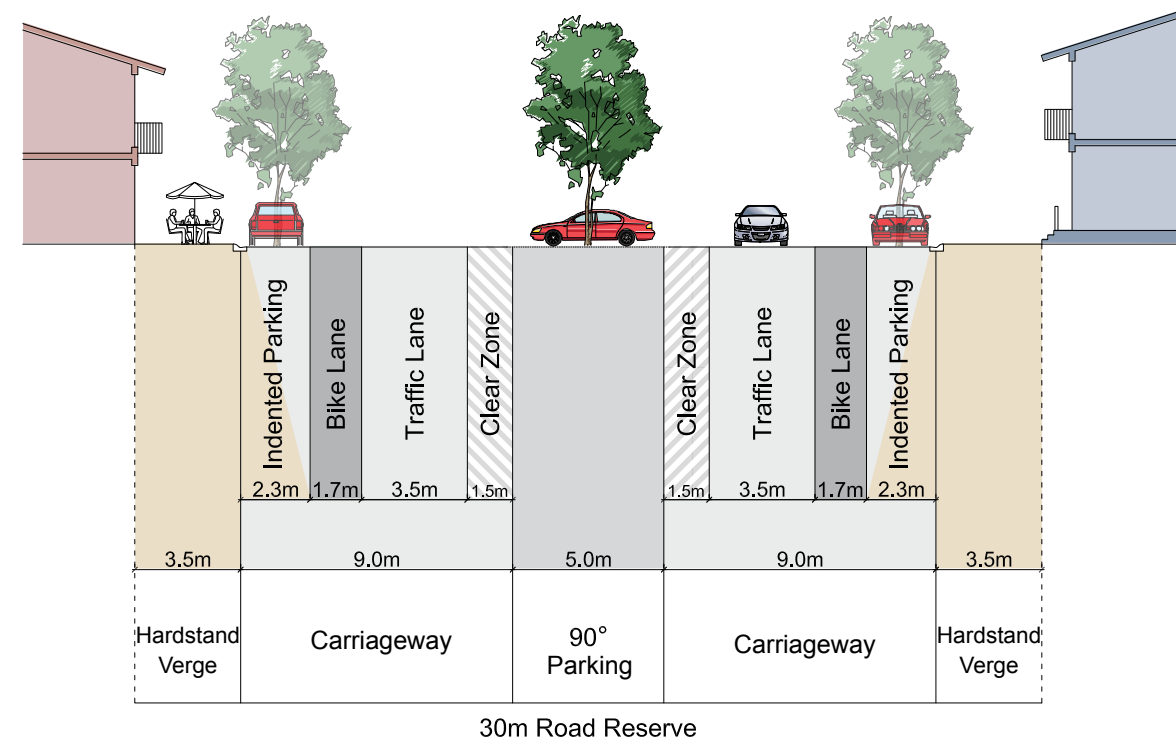 Indented Parking
Bike Lane
Traffic Lane
Clear Zone
Clear Zone
Traffic Lane
Bike Lane
Indented Parking
2.3m 1.7m 3.5m 1.5m 1.5m 3.5m 1.7m 2.3m
3.5m 9.0m 5.0m 9.0m 3.5m
Hardstand
Verge
Carriageway
90°
Parking
Carriageway
Hardstand
Verge
30m Road Reserve